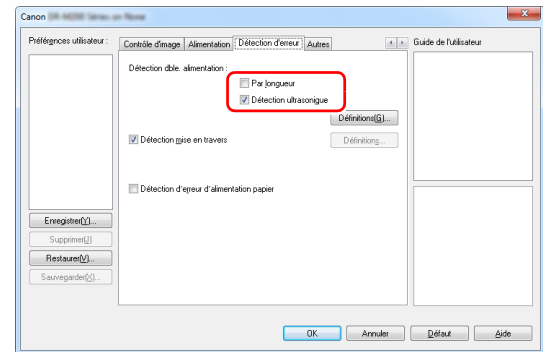 Canon
Préférences utilisateur :
Contrôle d'image
Alimentation
Détection d'erreur
Autres
Guide de l'utilisateur
Détection dble. alimentation :
Par longueur
Détection ultrasonique
Définitions(G)...
Détection mise en travers
Définitions...
Détection d'erreur d'alimentation papier
Enregistrer(Y)...
Supprimer(J)
Restaurer(V)...
Sauvegarder(X)...
OK
Annuler
Défaut
Aide